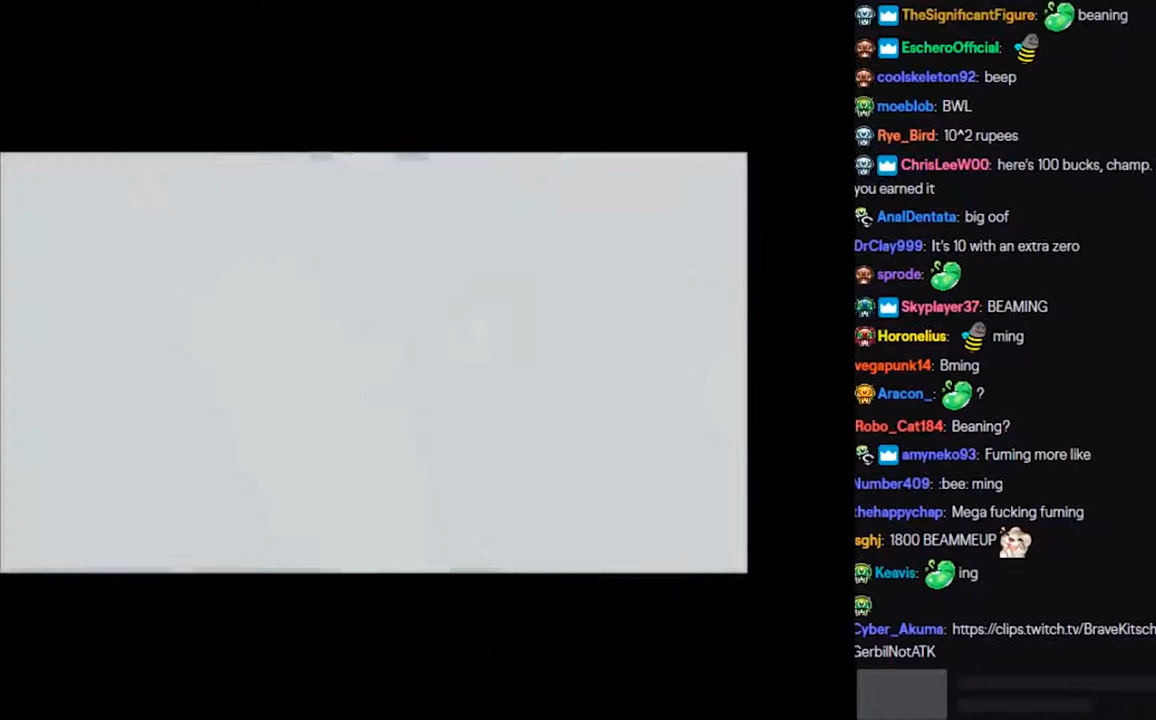 TheSignificantFigure: beaning
EscheroOfficial:
coolskeleton92: beep
moeblob: BWL
Rye_Bird: 10^2 rupees
ChrisLeeW00: here's 100 bucks, champ.
you earned it
AnalDentata: big oof
DrClay999: It's 10 with an extra zero
sprode:
Skyplayer37: BEAMING
Horonelius: ming
vegapunk14: Bming
Aracon_: ?
Robo_Cat184: Beaning?
amyneko93: Fuming more like
Number409: :bee: ming
thehappychap: Mega fucking fuming
sghj: 1800 BEAMMEUP
Keavis: ing
Cyber_Akuma: https://clips.twitch.tv/BraveKitsch
GerbilNotATK